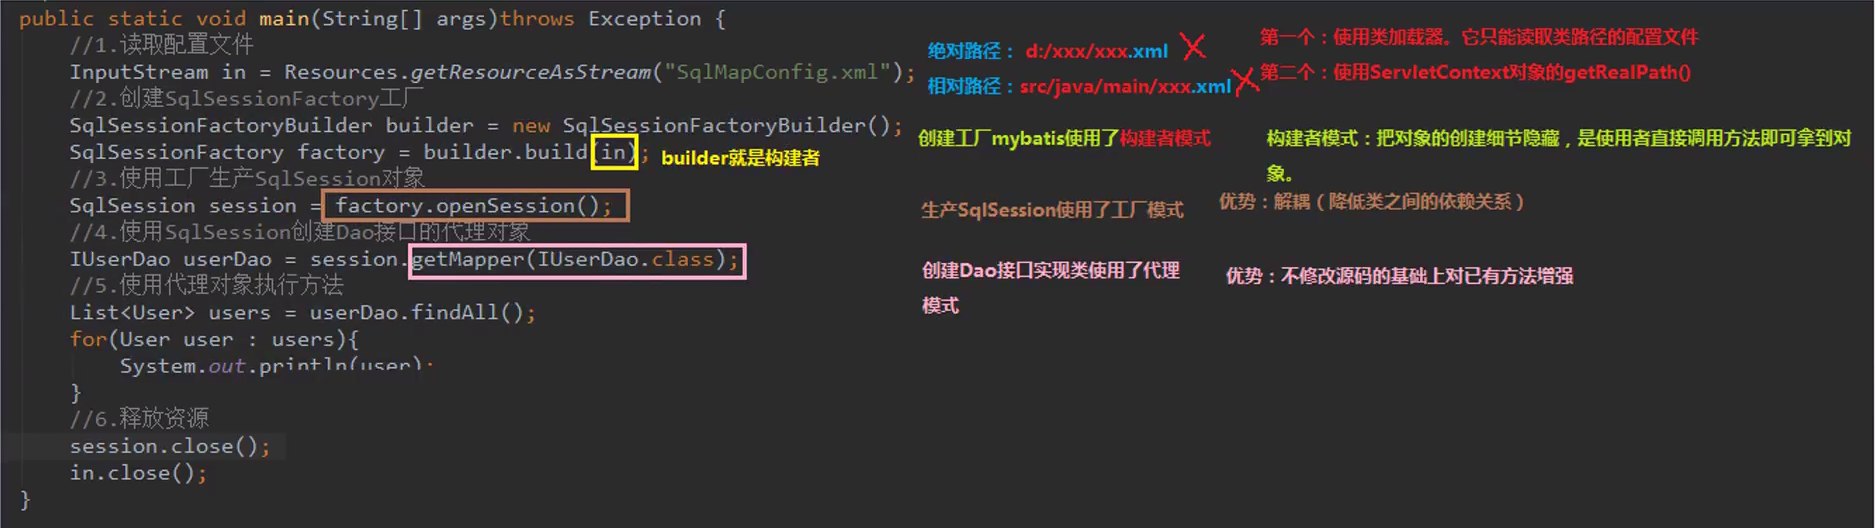 public static void main(String[] args)throws Exception {
//1.读取配置文件
InputStream in = Resources.getResourceAsStream("SqlMapConfig.xml");
//2.创建SqlSessionFactory工厂
SqlSessionFactoryBuilder builder = new SqlSessionFactoryBuilder();
SqlSessionFactory factory = builder.build(in);
builder就是构建者
//3.使用工厂生产SqlSession对象
SqlSession session = factory.openSession();
//4.使用SqlSession创建Dao接口的代理对象
IUserDao userDao = session.getMapper(IUserDao.class);
//5.使用代理对象执行方法
List<User> users = userDao.findAll();
for(User user : users){
System.out.println(user);
}
//6.释放资源
session.close();
in.close();
}
绝对路径： d:/xxx/xxx.xml
相对路径：src/java/main/xxx.xml
第一个：使用类加载器。它只能读取类路径的配置文件
第二个：使用ServletContext对象的getRealPath()
创建工厂mybatis使用了构建者模式
构建者模式：把对象的创建细节隐藏，是使用者直接调用方法即可拿到对
象。
生产SqlSession使用了工厂模式
优势：解耦（降低类之间的依赖关系）
创建Dao接口实现类使用了代理
模式
优势：不修改源码的基础上对已有方法增强